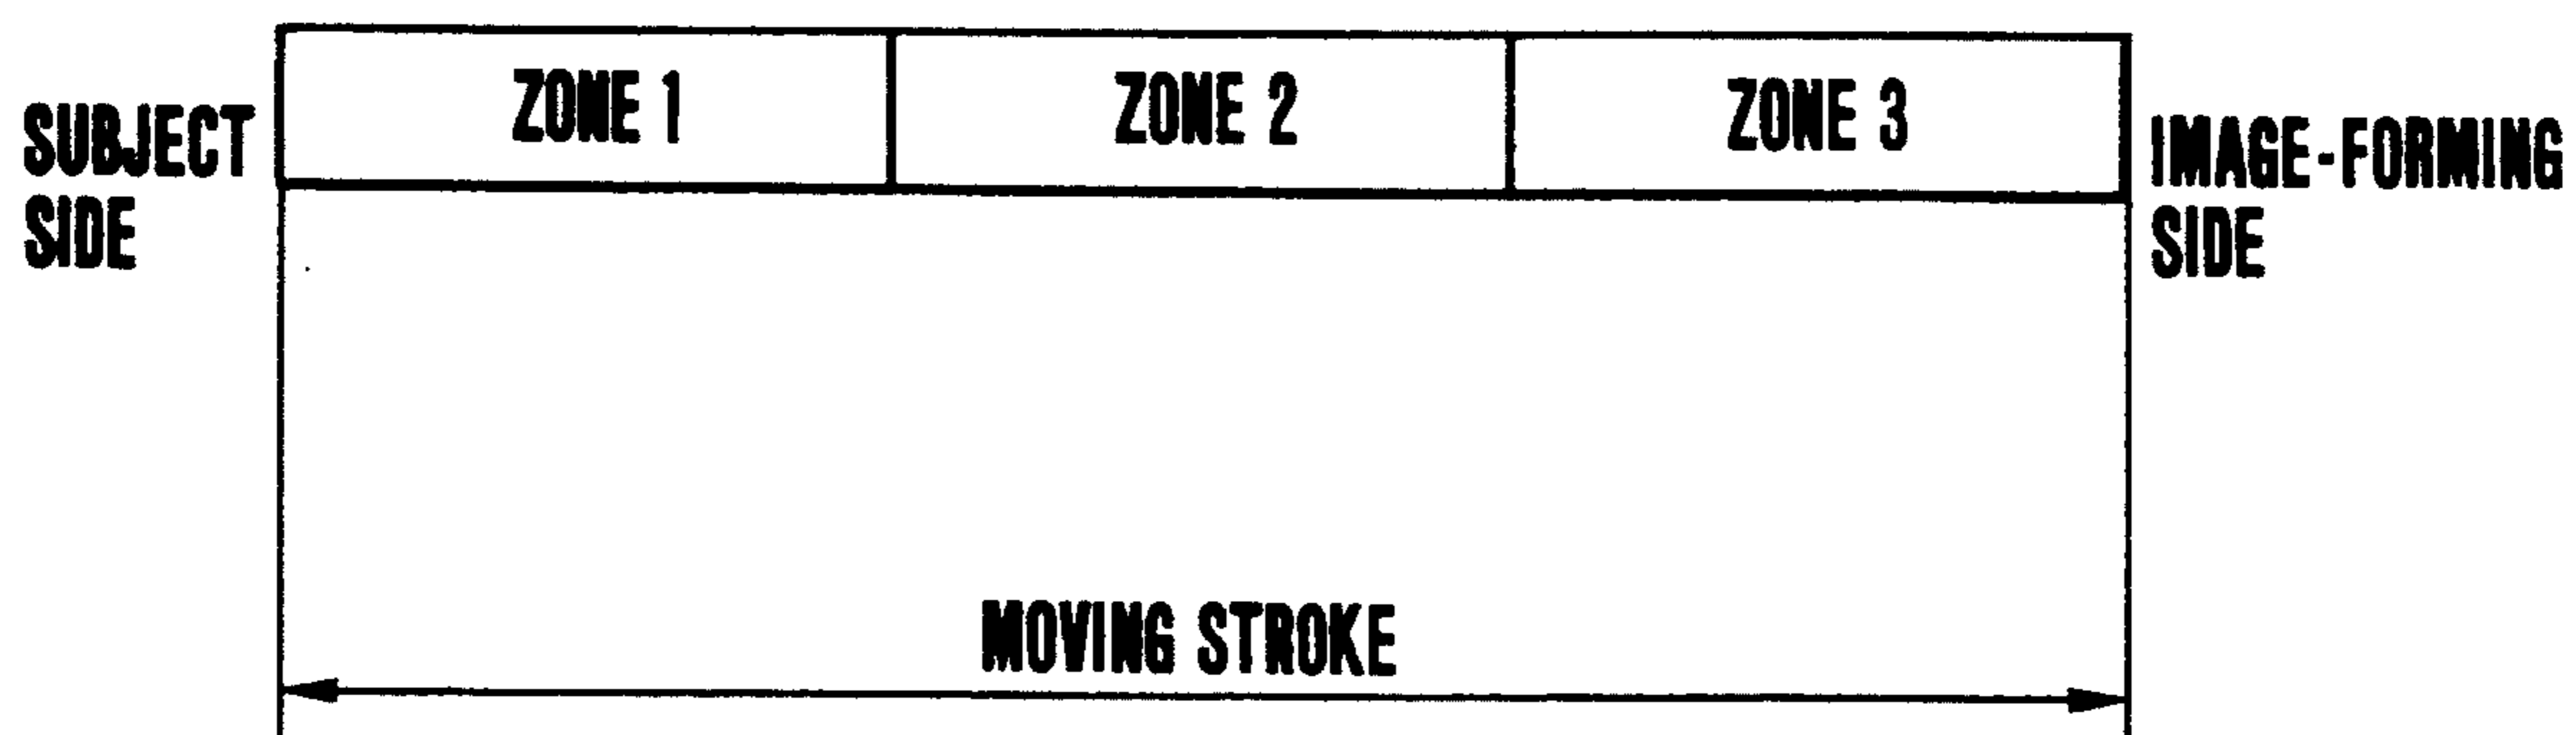 ZONE 1
ZONE 2
ZONE 3
SUBJECT
SIDE
IMAGE-FORMING
SIDE
MOVING STROKE